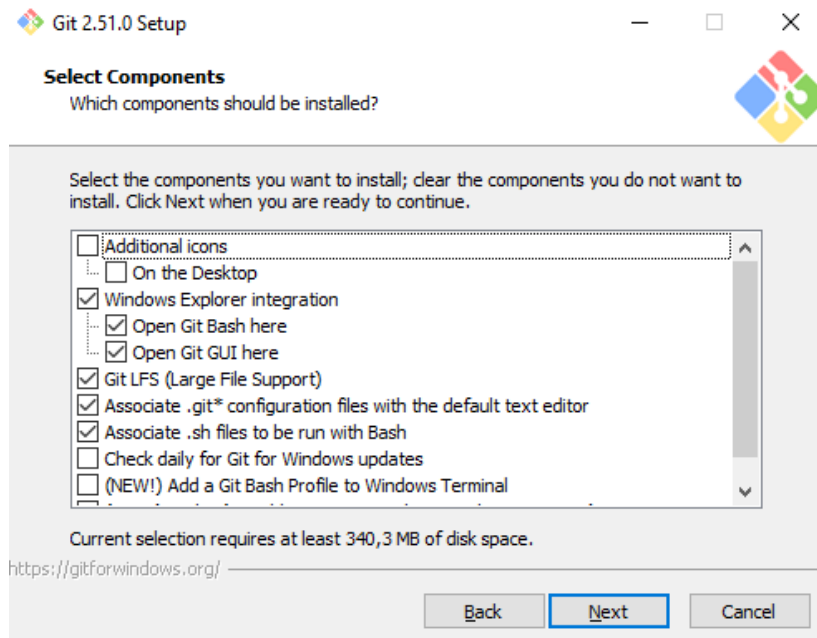 Git 2.51.0 Setup
Select Components
Which components should be installed?
Select the components you want to install; clear the components you do not want to
install. Click Next when you are ready to continue.
Additional icons
On the Desktop
Windows Explorer integration
Open Git Bash here
Open Git GUI here
Git LFS (Large File Support)
Associate .git* configuration files with the default text editor
Associate .sh files to be run with Bash
Check daily for Git for Windows updates
(NEW!) Add a Git Bash Profile to Windows Terminal
Current selection requires at least 340,3 MB of disk space.
https://gitforwindows.org/
Back
Next
Cancel